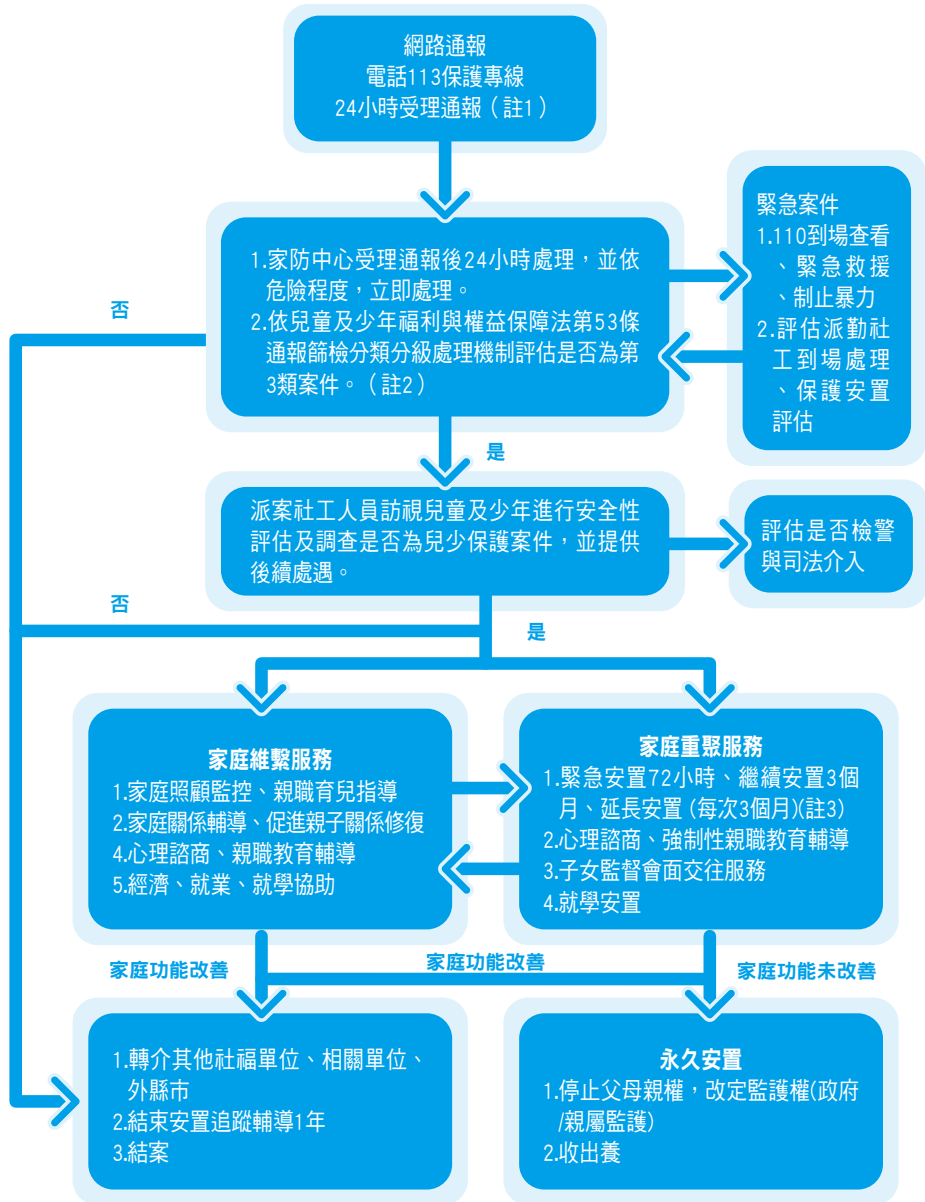 網路通報
電話113保護專線
24小時受理通報（註1）
緊急案件
1.110到場查看
、緊急救援
、制止暴力
2.評估派勤社
工到場處理
、保護安置
評估
1.家防中心受理通報後24小時處理，並依
危險程度，立即處理。
2.依兒童及少年福利與權益保障法第53條
通報篩檢分類分級處理機制評估是否為第
3類案件。（註2）
否
是
派案社工人員訪視兒童及少年進行安全性
評估及調查是否為兒少保護案件，並提供
後續處遇。
評估是否檢警
與司法介入
否
是
家庭維繫服務
1.家庭照顧監控、親職育兒指導
2.家庭關係輔導、促進親子關係修復
4.心理諮商、親職教育輔導
5.經濟、就業、就學協助
家庭重聚服務
1.緊急安置72小時、繼續安置3個
月、延長安置 (每次3個月)(註3)
2.心理諮商、強制性親職教育輔導
3.子女監督會面交往服務
4.就學安置
家庭功能改善
家庭功能改善
家庭功能未改善
1.轉介其他社福單位、相關單位、
外縣市
2.結束安置追蹤輔導1年
3.結案
永久安置
1.停止父母親權，改定監護權(政府
/親屬監護)
2.收出養